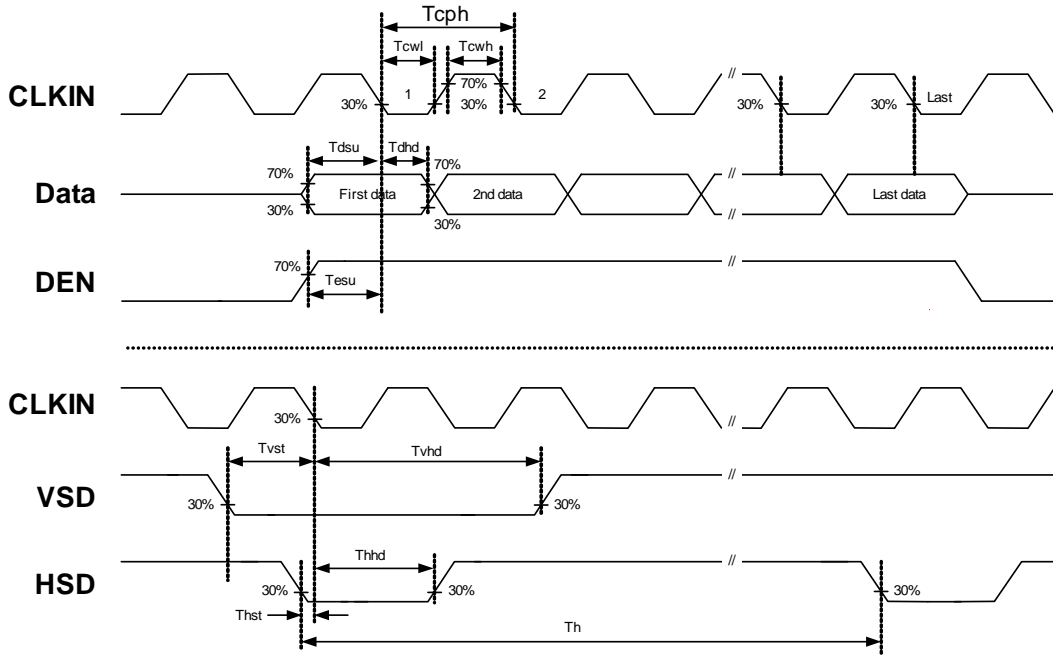 Tcph
Tcwl Tcwh
CLKIN 30% 1 70% 30% 2 // 30% 30% Last
Tdsu Tdhd
70% 70%
Data First data 2nd data // Last data
30% 30% //
DEN 70% //
Tesu
CLKIN 30% //
Tvst Tvhd
VSD 30% 30% //
Thhd //
HSD 30% 30% 30%
Thst
Th